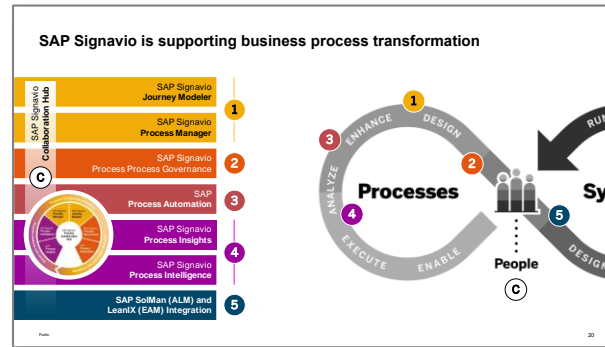 SAP Signavio is supporting business process transformation
SAP Signavio
Collaboration Hub
C
SAP Signavio
Journey Modeler
SAP Signavio
Process Manager
1
SAP Signavio
Process Process Governance
2
SAP
Process Automation
3
SAP Signavio
Process Insights
SAP Signavio
Process Intelligence
4
SAP SolMan (ALM) and
LeanIX (EAM) Integration
5
1
DESIGN
ENHANCE
3
ANALYZE
4
EXECUTE
ENABLE
2
Processes
5
People
C
RUN
Sy
DESIGN
Public
20